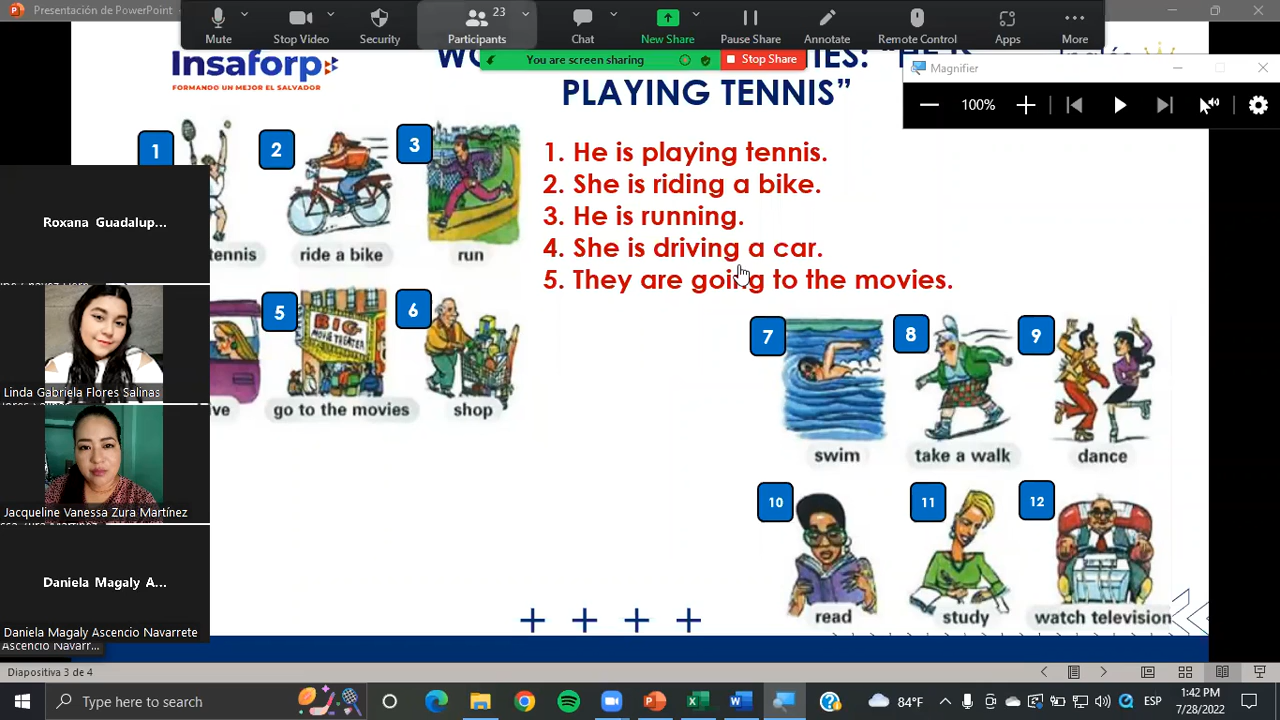 Presentación de PowerPoint
23
Mute
Stop Video
Security
Participants
Chat
New Share
Pause Share
Annotate
Remote Control
Apps
More
You are screen sharing
Stop Share
Insaforp
FORMANDO UN MEJOR EL SALVADOR
PLAYING TENNIS”
Magnifier
100%
1
2
3
tennis
ride a bike
run
1. He is playing tennis.
2. She is riding a bike.
3. He is running.
4. She is driving a car.
5. They are going to the movies.
Roxana Guadalup...
Linda Gabriela Flores Salinas
Jacqueline Vanessa Zura Martínez
Daniela Magaly A...
Daniela Magaly Ascencio Navarrete
Ascencio Navarr...
5
6
BIG
MOVIE THEATER
ive
go to the movies
shop
7
8
9
swim
take a walk
dance
10
11
12
read
study
watch television
Diapositiva 3 de 4
Type here to search
84°F
ESP
1:42 PM
7/28/2022